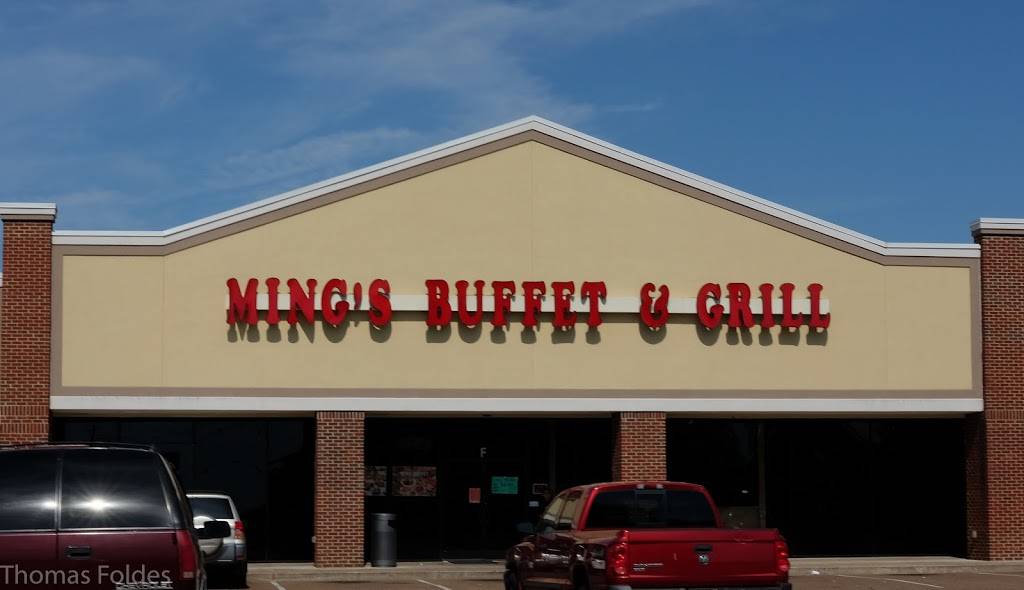 MING'S BUFFET & GRILL
F
Thomas Foldes